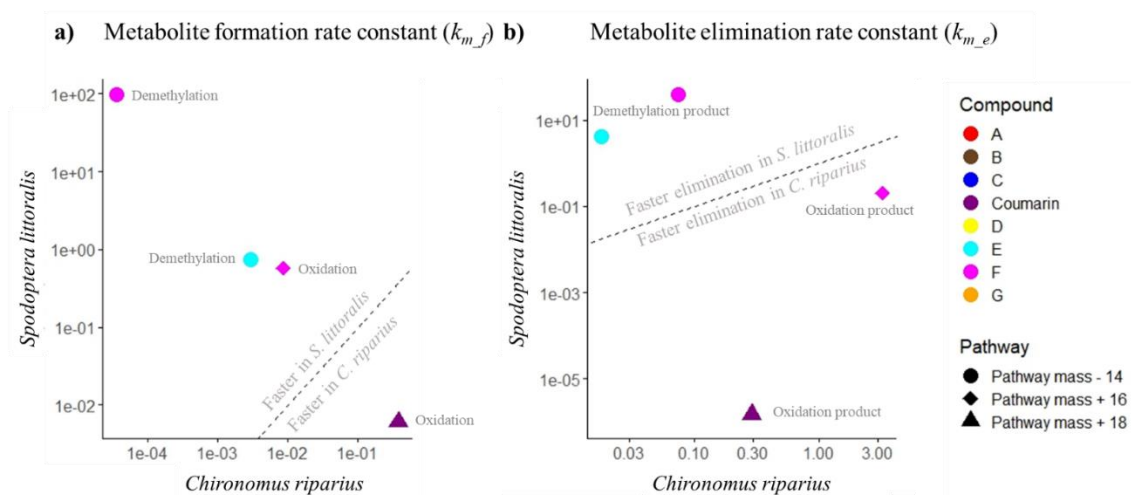 a) Metabolite formation rate constant (k_m_f)
b) Metabolite elimination rate constant (k_m_e)
Spodoptera littoralis
1e+02
1e+01
1e+00
1e-01
1e-02
Demethylation
Demethylation
Oxidation
Faster in S. littoralis
Faster in C. riparius
Oxidation
1e-04
1e-03
1e-02
1e-01
Chironomus riparius
Spodoptera littoralis
1e+01
1e-01
1e-03
1e-05
Demethylation product
Faster elimination in S. littoralis
Faster elimination in C. riparius
Oxidation product
Oxidation product
0.03
0.10
0.30
1.00
3.00
Chironomus riparius
Compound
A
B
C
Coumarin
D
E
F
G
Pathway
Pathway mass - 14
Pathway mass + 16
Pathway mass + 18